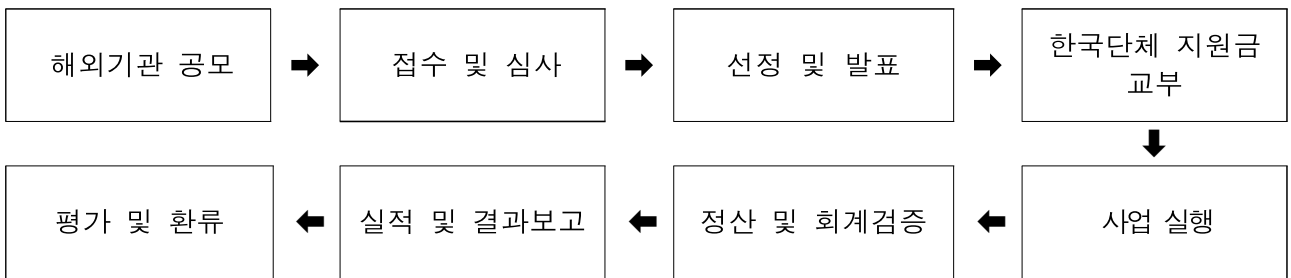 해외기관 공모
접수 및 심사
선정 및 발표
한국단체 지원금
교부
사업 실행
정산 및 회계검증
실적 및 결과보고
평가 및 환류